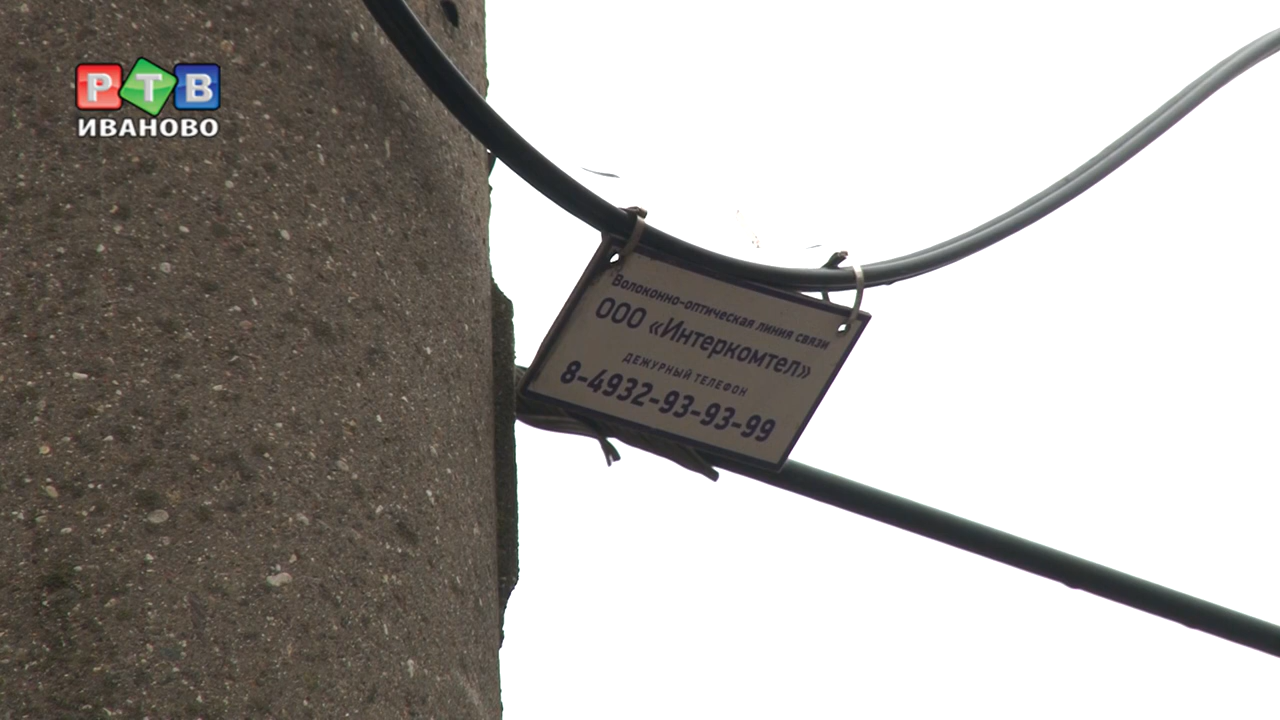 РТВ
ИВАНОВО
Волоконно-оптическая линия связи
ООО «Интеркомтел»
ДЕЖУРНЫЙ ТЕЛЕФОН
8-4932-93-93-99